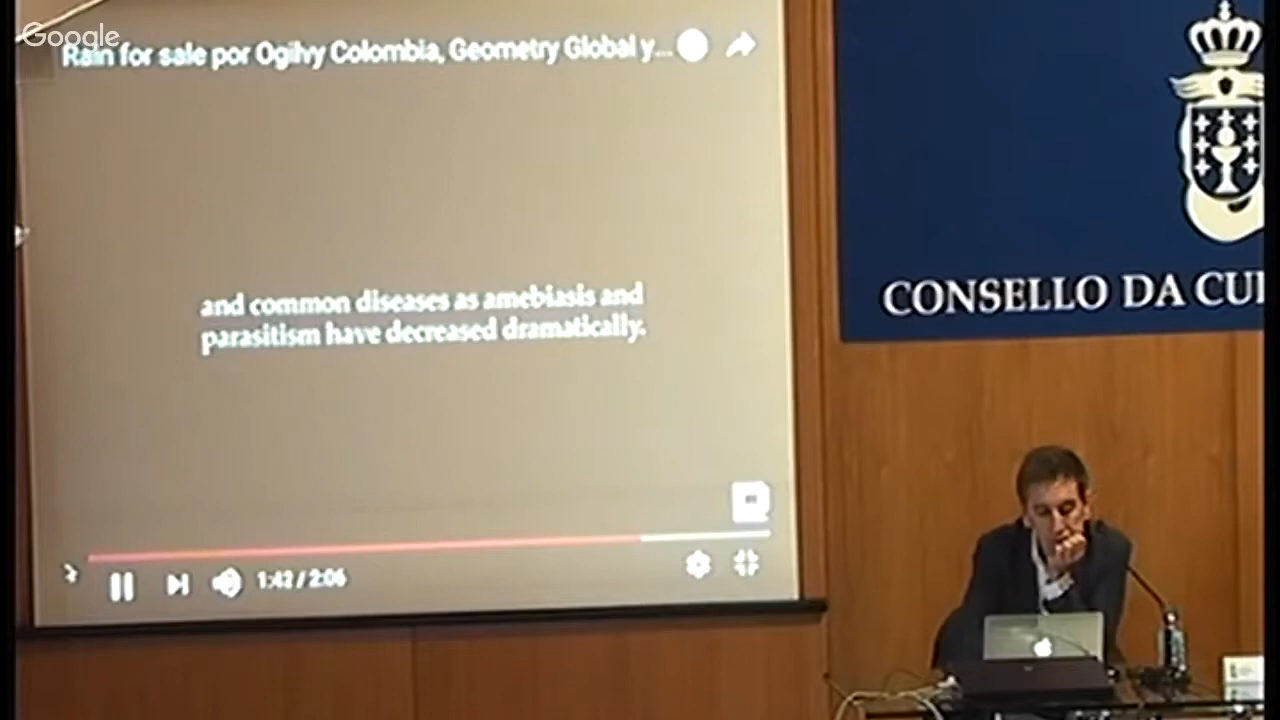 Google
Rain for sale por Ogilvy Colombia, Geometry Global y...
and common diseases as amebiasis and
parasitism have decreased dramatically.
1:42 / 2:06
CONSELLO DA CUL